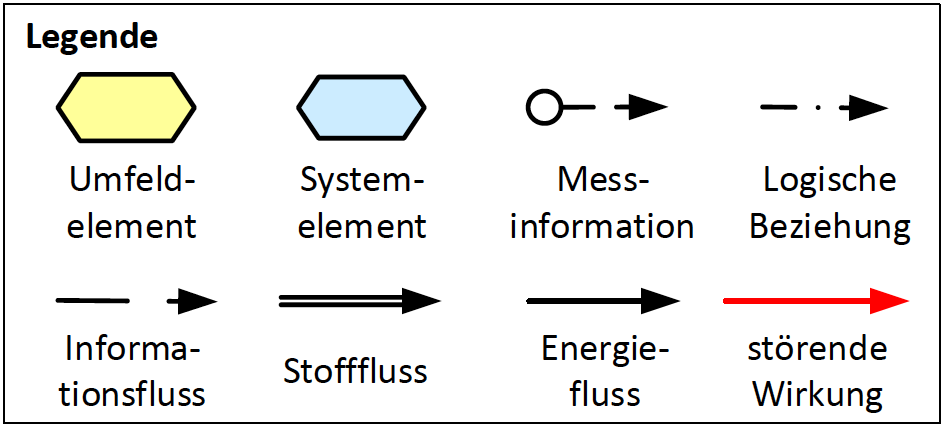 Legende
Umfeld-
element
System-
element
Mess-
information
Logische
Beziehung
Informa-
tionsfluss
Stofffluss
Energie-
fluss
störende
Wirkung